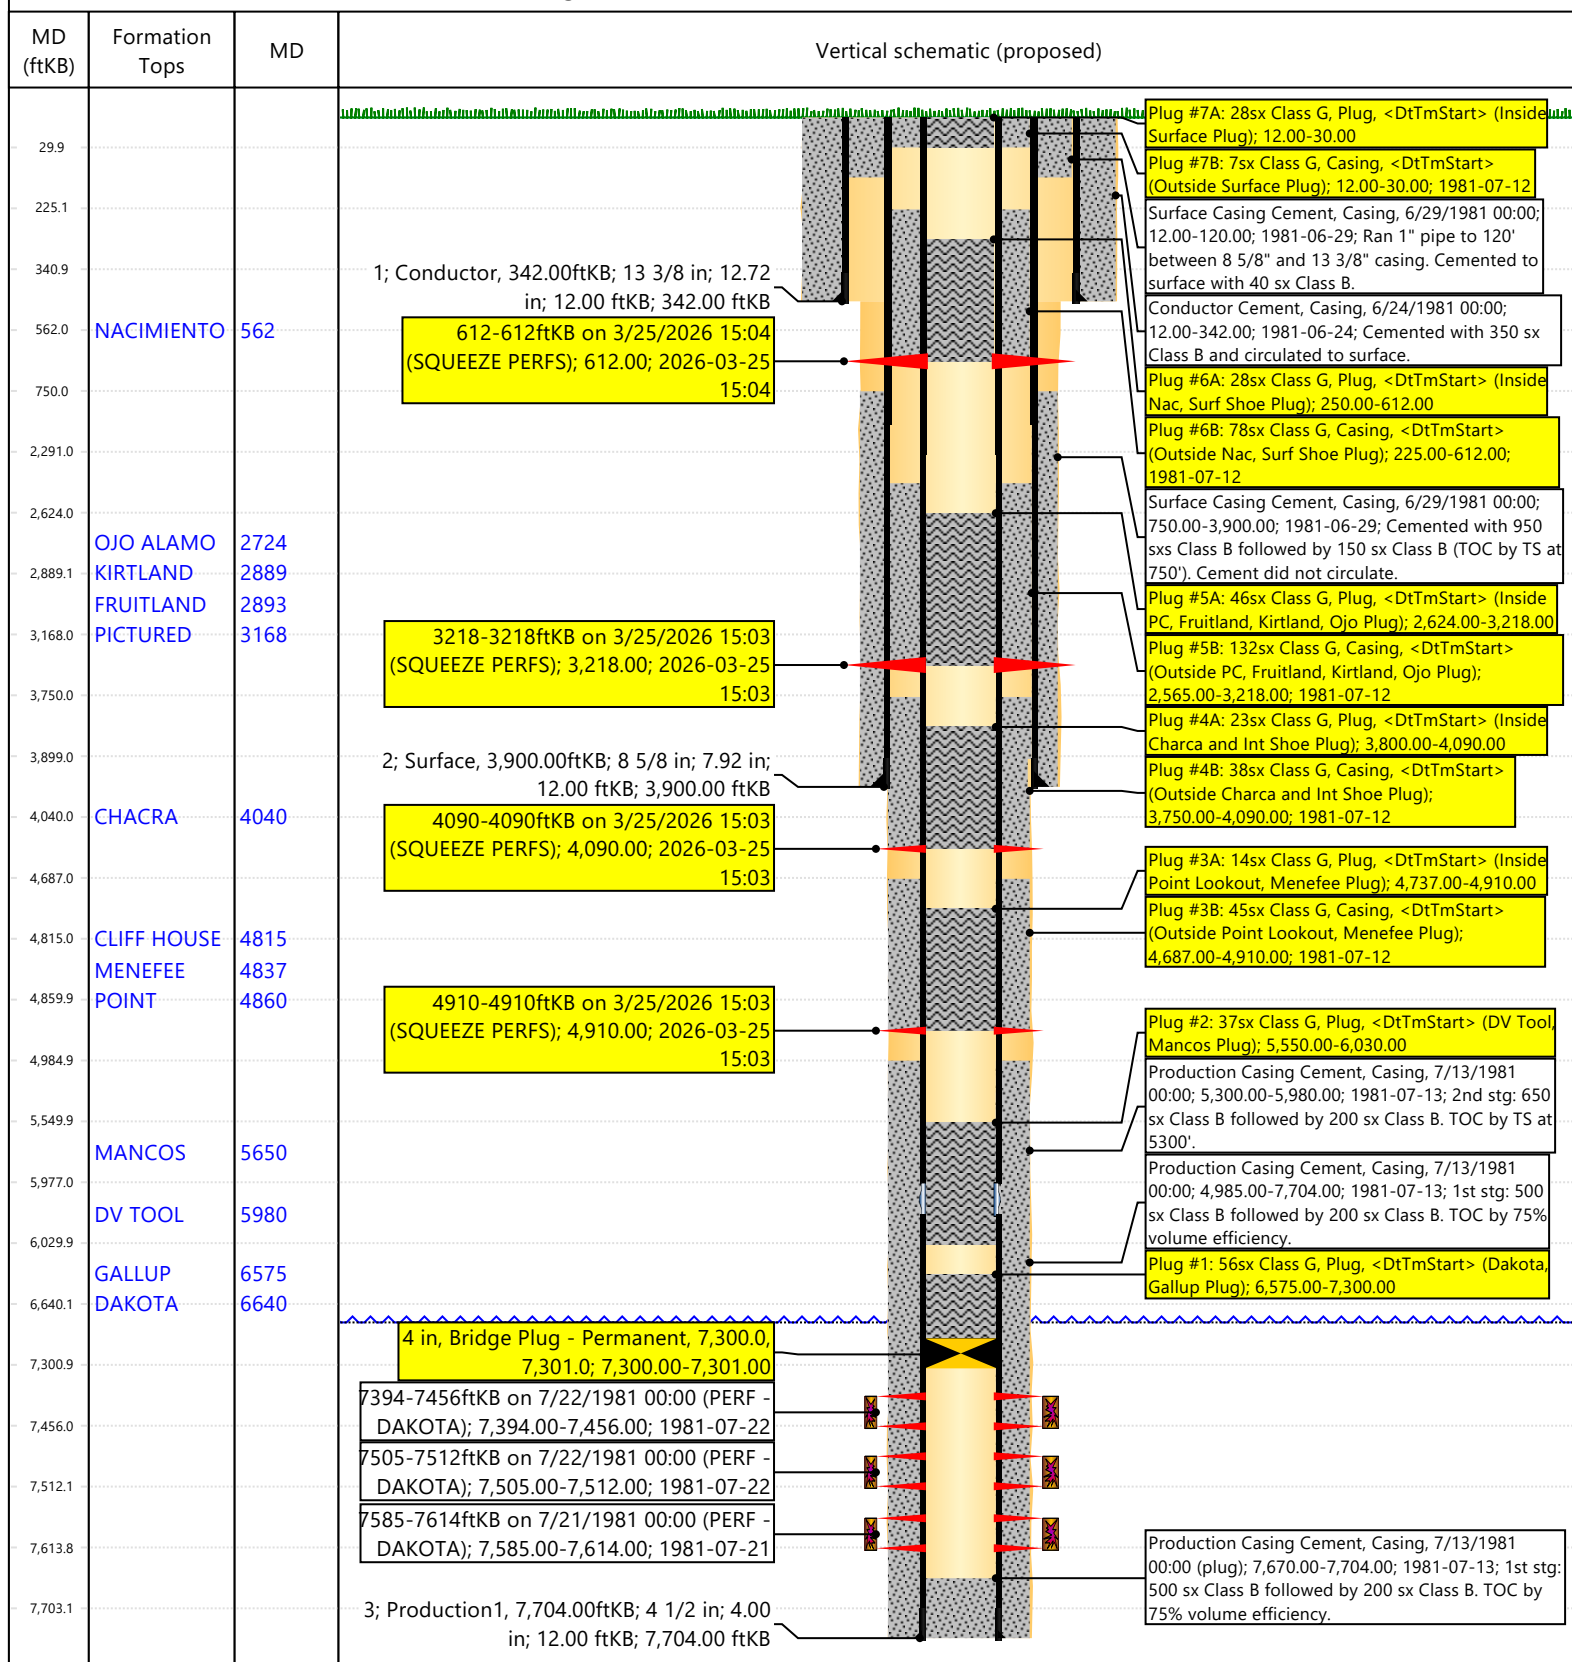 MD
(ftKB)
Formation
Tops
MD
Vertical schematic (proposed)
29.9
225.1
340.9
562.0
750.0
2,291.0
2,624.0
2,889.1
3,168.0
3,750.0
3,899.0
4,040.0
4,687.0
4,815.0
4,859.9
4,984.9
5,549.9
5,977.0
6,029.9
6,640.1
7,300.9
7,456.0
7,512.1
7,613.8
7,703.1
NACIMIENTO 562
OJO ALAMO 2724
KIRTLAND 2889
FRUITLAND 2893
PICTURED 3168
CHACRA 4040
CLIFF HOUSE 4815
MENEFEE 4837
POINT 4860
MANCOS 5650
DV TOOL 5980
GALLUP 6575
DAKOTA 6640
1; Conductor, 342.00ftKB; 13 3/8 in; 12.72
in; 12.00 ftKB; 342.00 ftKB
612-612ftKB on 3/25/2026 15:04
(SQUEEZE PERFS); 612.00; 2026-03-25
15:04
3218-3218ftKB on 3/25/2026 15:03
(SQUEEZE PERFS); 3,218.00; 2026-03-25
15:03
2; Surface, 3,900.00ftKB; 8 5/8 in; 7.92 in;
12.00 ftKB; 3,900.00 ftKB
4090-4090ftKB on 3/25/2026 15:03
(SQUEEZE PERFS); 4,090.00; 2026-03-25
15:03
4910-4910ftKB on 3/25/2026 15:03
(SQUEEZE PERFS); 4,910.00; 2026-03-25
15:03
4 in, Bridge Plug - Permanent, 7,300.0,
7,301.0; 7,300.00-7,301.00
7394-7456ftKB on 7/22/1981 00:00 (PERF -
DAKOTA); 7,394.00-7,456.00; 1981-07-22
7505-7512ftKB on 7/22/1981 00:00 (PERF -
DAKOTA); 7,505.00-7,512.00; 1981-07-22
7585-7614ftKB on 7/21/1981 00:00 (PERF -
DAKOTA); 7,585.00-7,614.00; 1981-07-21
3; Production1, 7,704.00ftKB; 4 1/2 in; 4.00
in; 12.00 ftKB; 7,704.00 ftKB
Plug #7A: 28sx Class G, Plug, <DtTmStart> (Inside
Surface Plug); 12.00-30.00
Plug #7B: 7sx Class G, Casing, <DtTmStart>
(Outside Surface Plug); 12.00-30.00; 1981-07-12
Surface Casing Cement, Casing, 6/29/1981 00:00;
12.00-120.00; 1981-06-29; Ran 1" pipe to 120'
between 8 5/8" and 13 3/8" casing. Cemented to
surface with 40 sx Class B.
Conductor Cement, Casing, 6/24/1981 00:00;
12.00-342.00; 1981-06-24; Cemented with 350 sx
Class B and circulated to surface.
Plug #6A: 28sx Class G, Plug, <DtTmStart> (Inside
Nac, Surf Shoe Plug); 250.00-612.00
Plug #6B: 78sx Class G, Casing, <DtTmStart>
(Outside Nac, Surf Shoe Plug); 225.00-612.00;
1981-07-12
Surface Casing Cement, Casing, 6/29/1981 00:00;
750.00-3,900.00; 1981-06-29; Cemented with 950
sxs Class B followed by 150 sx Class B (TOC by TS at
750'). Cement did not circulate.
Plug #5A: 46sx Class G, Plug, <DtTmStart> (Inside
PC, Fruitland, Kirtland, Ojo Plug); 2,624.00-3,218.00
Plug #5B: 132sx Class G, Casing, <DtTmStart>
(Outside PC, Fruitland, Kirtland, Ojo Plug);
2,565.00-3,218.00; 1981-07-12
Plug #4A: 23sx Class G, Plug, <DtTmStart> (Inside
Charca and Int Shoe Plug); 3,800.00-4,090.00
Plug #4B: 38sx Class G, Casing, <DtTmStart>
(Outside Charca and Int Shoe Plug);
3,750.00-4,090.00; 1981-07-12
Plug #3A: 14sx Class G, Plug, <DtTmStart> (Inside
Point Lookout, Menefee Plug); 4,737.00-4,910.00
Plug #3B: 45sx Class G, Casing, <DtTmStart>
(Outside Point Lookout, Menefee Plug);
4,687.00-4,910.00; 1981-07-12
Plug #2: 37sx Class G, Plug, <DtTmStart> (DV Tool,
Mancos Plug); 5,550.00-6,030.00
Production Casing Cement, Casing, 7/13/1981
00:00; 5,300.00-5,980.00; 1981-07-13; 2nd stg: 650
sx Class B followed by 200 sx Class B. TOC by TS at
5300'.
Production Casing Cement, Casing, 7/13/1981
00:00; 4,985.00-7,704.00; 1981-07-13; 1st stg: 500
sx Class B followed by 200 sx Class B. TOC by 75%
volume efficiency.
Plug #1: 56sx Class G, Plug, <DtTmStart> (Dakota,
Gallup Plug); 6,575.00-7,300.00
Production Casing Cement, Casing, 7/13/1981
00:00 (plug); 7,670.00-7,704.00; 1981-07-13; 1st stg:
500 sx Class B followed by 200 sx Class B. TOC by
75% volume efficiency.